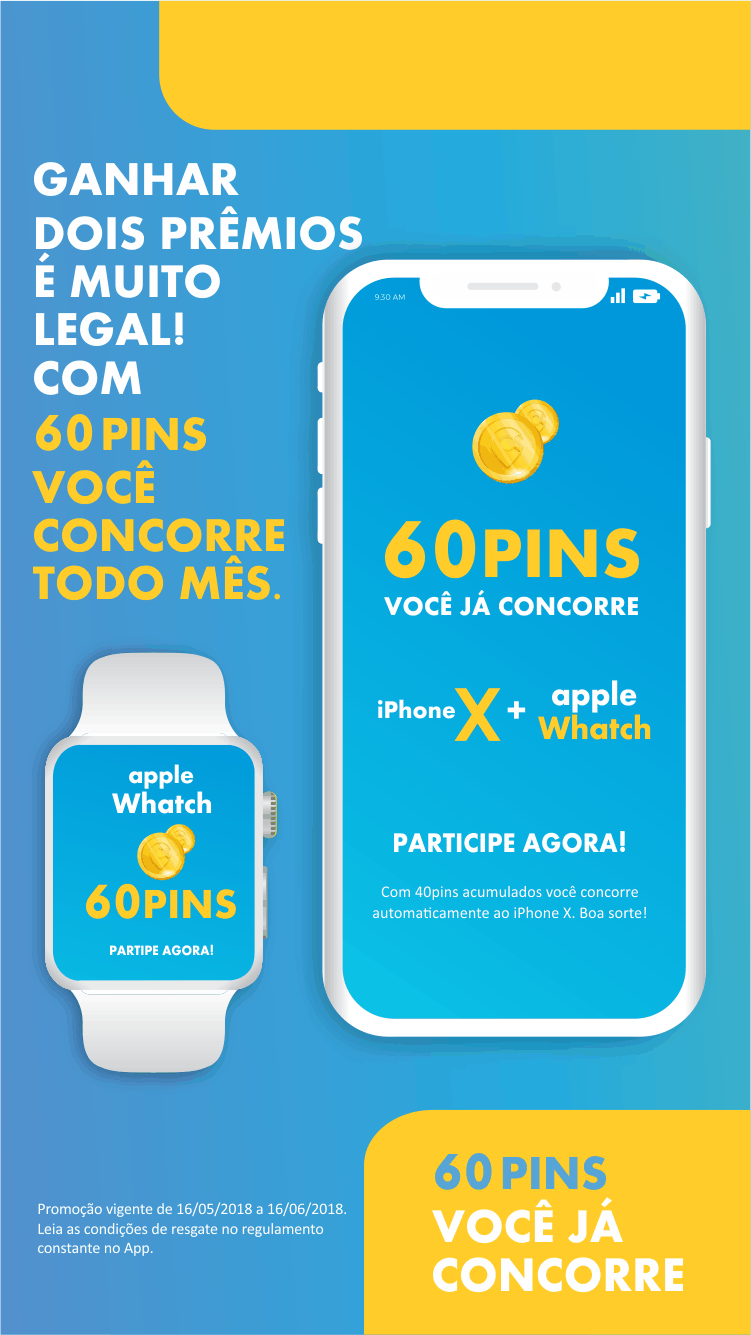 GANHAR
DOIS PRÊMIOS
É MUITO
LEGAL!
COM
60 PINS
VOCÊ
CONCORRE
TODO MÊS.
9:30 AM
60PINS
VOCÊ JÁ CONCORRE
iPhone X + apple
Whatch
PARTICIPE AGORA!
Com 40pins acumulados você concorre
automaticamente ao iPhone X. Boa sorte!
apple
Whatch
60PINS
PARTIPE AGORA!
Promoção vigente de 16/05/2018 a 16/06/2018.
Leia as condições de resgate no regulamento
constante no App.
60 PINS
VOCÊ JÁ
CONCORRE